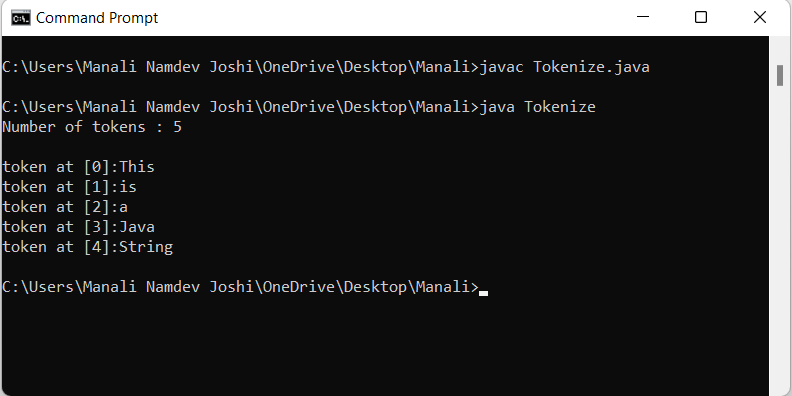 Command Prompt
C:\Users\Manali Namdev Joshi\OneDrive\Desktop\Manali>javac Tokenize.java
C:\Users\Manali Namdev Joshi\OneDrive\Desktop\Manali>java Tokenize
Number of tokens : 5
token at [0]:This
token at [1]:is
token at [2]:a
token at [3]:Java
token at [4]:String
C:\Users\Manali Namdev Joshi\OneDrive\Desktop\Manali>